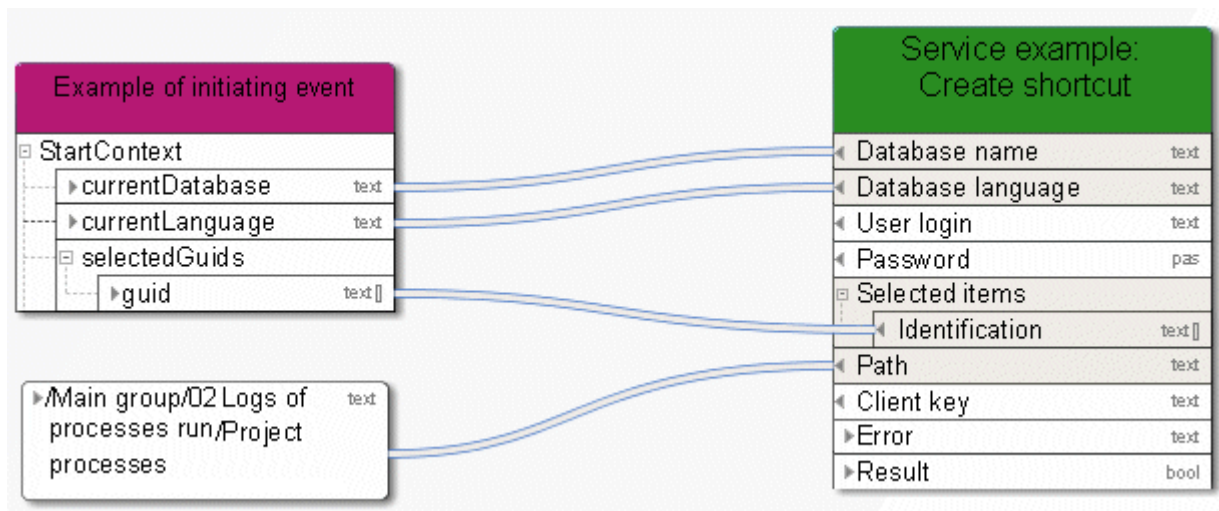 Example of initiating event
StartContext
currentDatabase text
currentLanguage text
selectedGuids
guid text[]
/Main group/02 Logs of text
processes run/Project
processes
Service example:
Create shortcut
Database name text
Database language text
User login text
Password pas
Selected items
Identification text[]
Path text
Client key text
Error text
Result bool